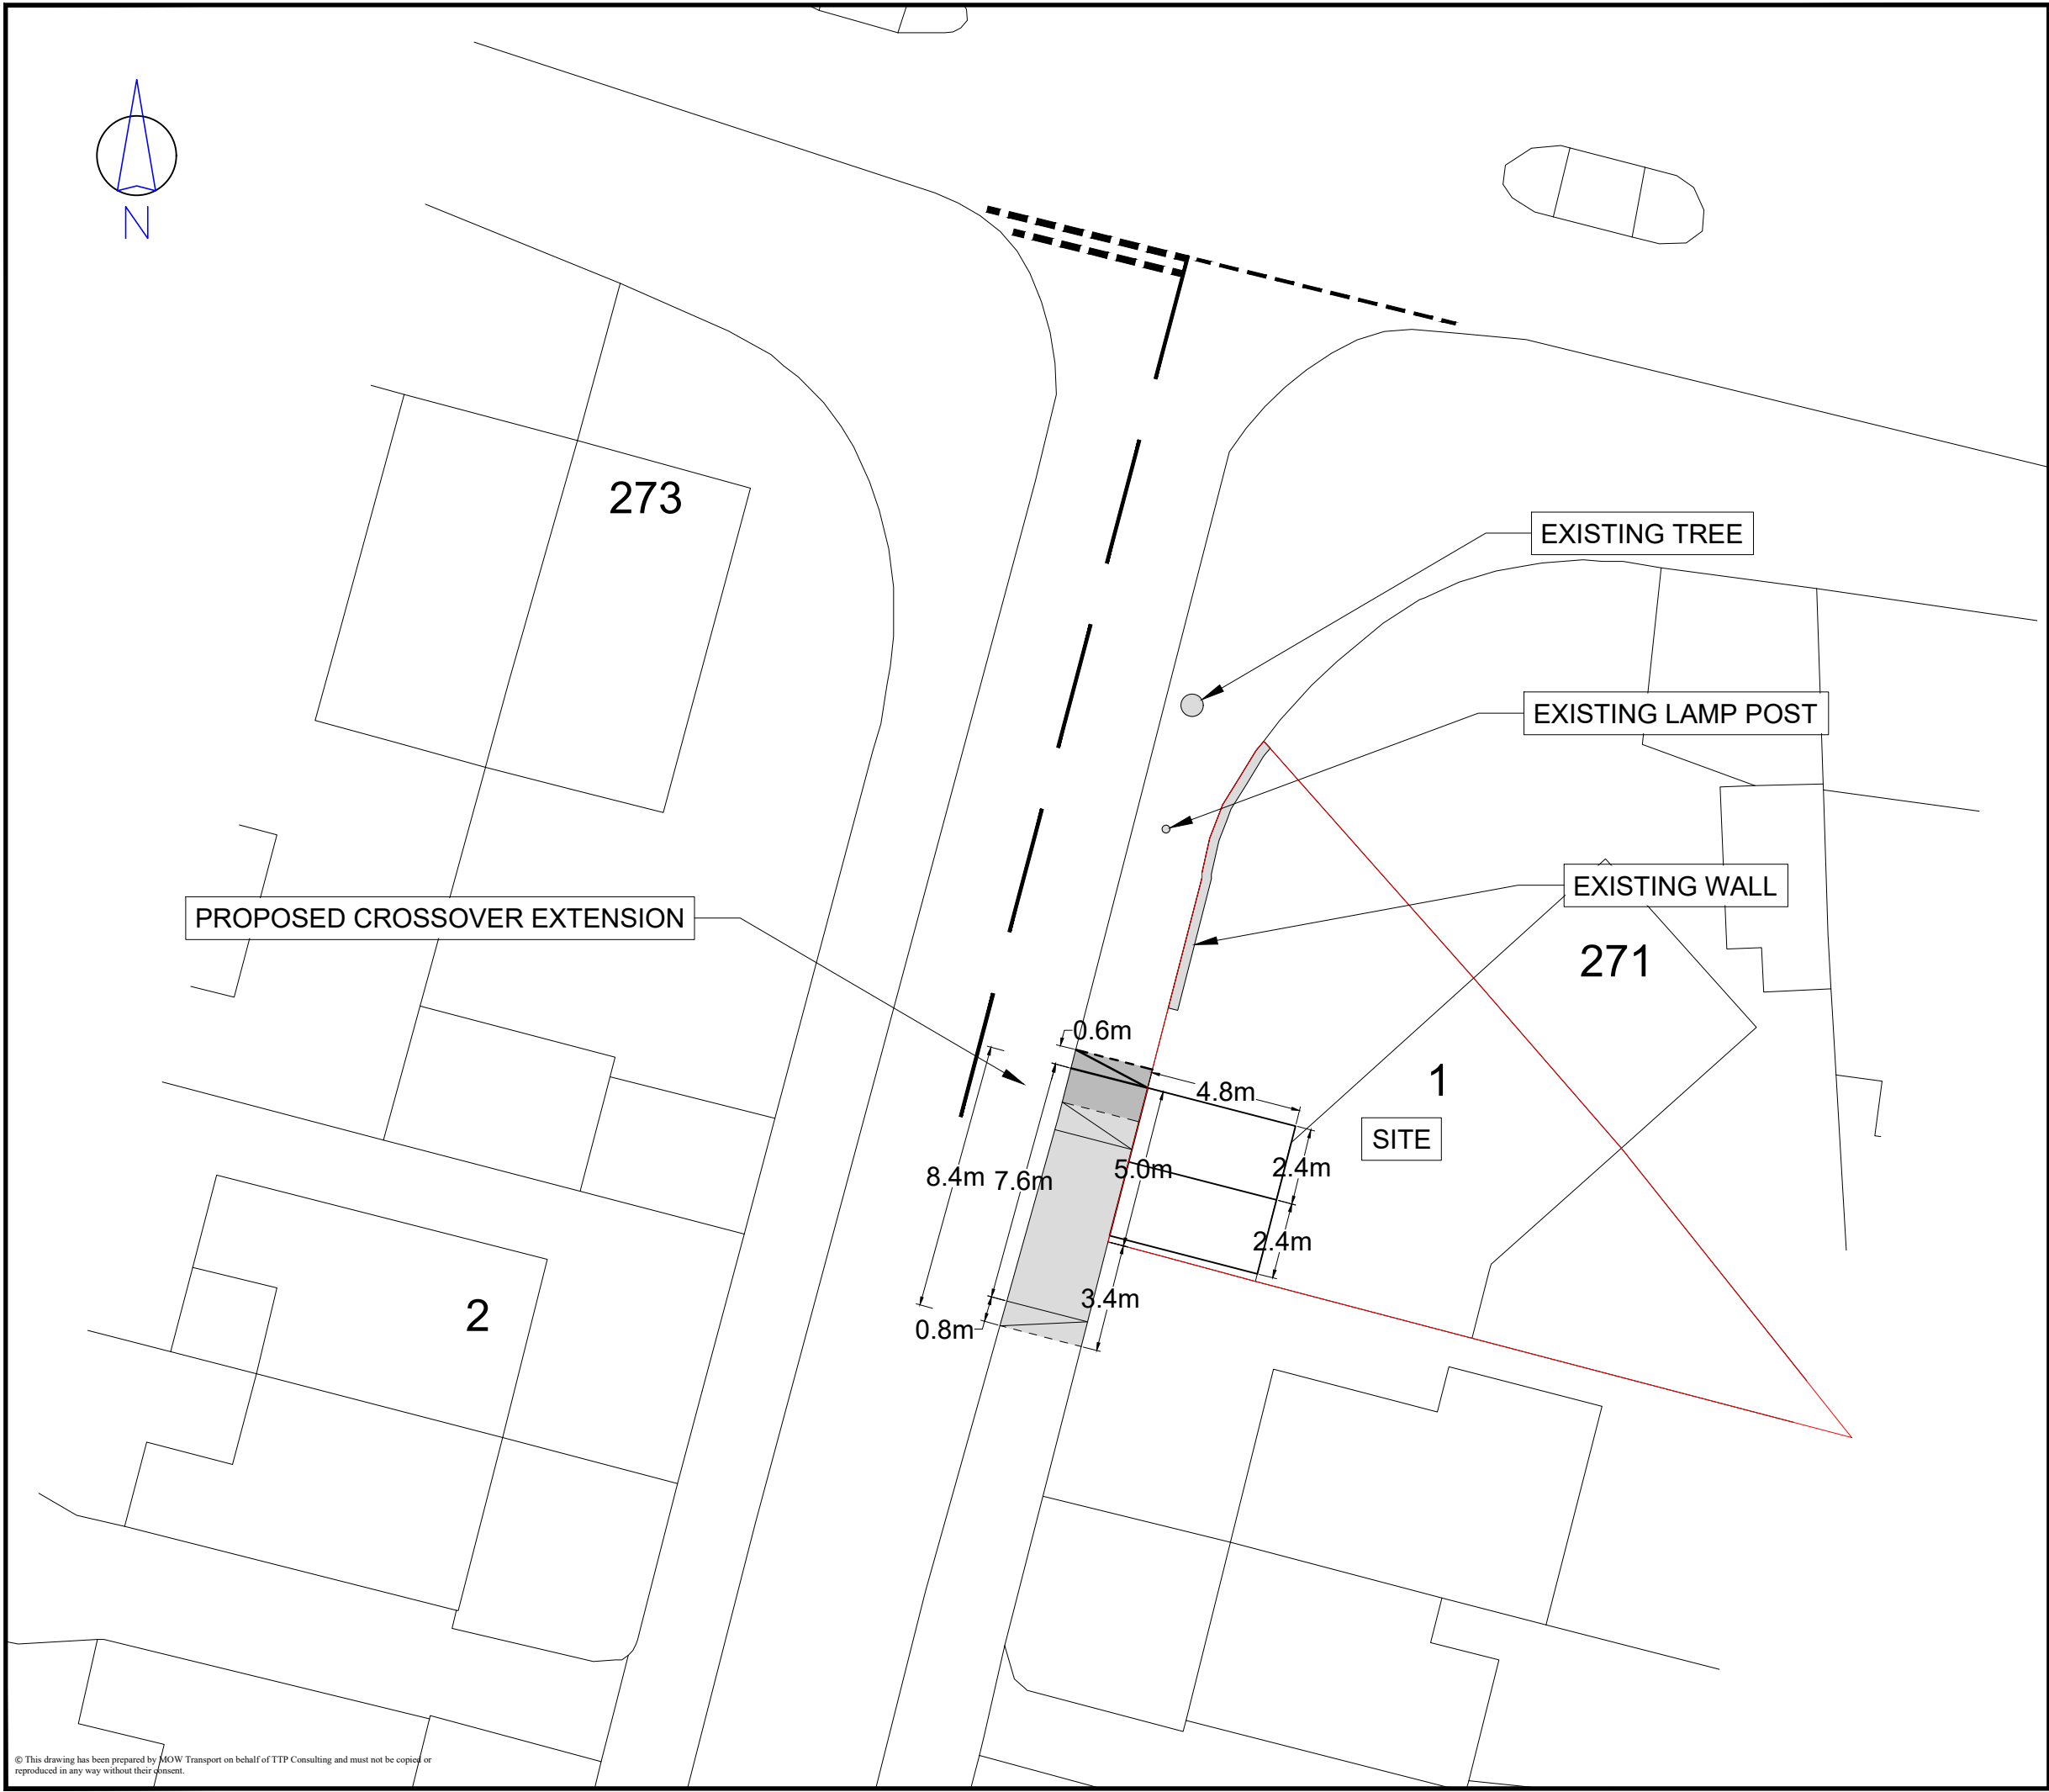 N
273
EXISTING TREE
EXISTING LAMP POST
EXISTING WALL
PROPOSED CROSSOVER EXTENSION
271
0.6m
4.8m
1
SITE
8.4m
7.6m
5.0m
2.4m
2.4m
3.4m
0.8m
2
© This drawing has been prepared by MOW Transport on behalf of TTP Consulting and must not be copied or
reproduced in any way without their consent.